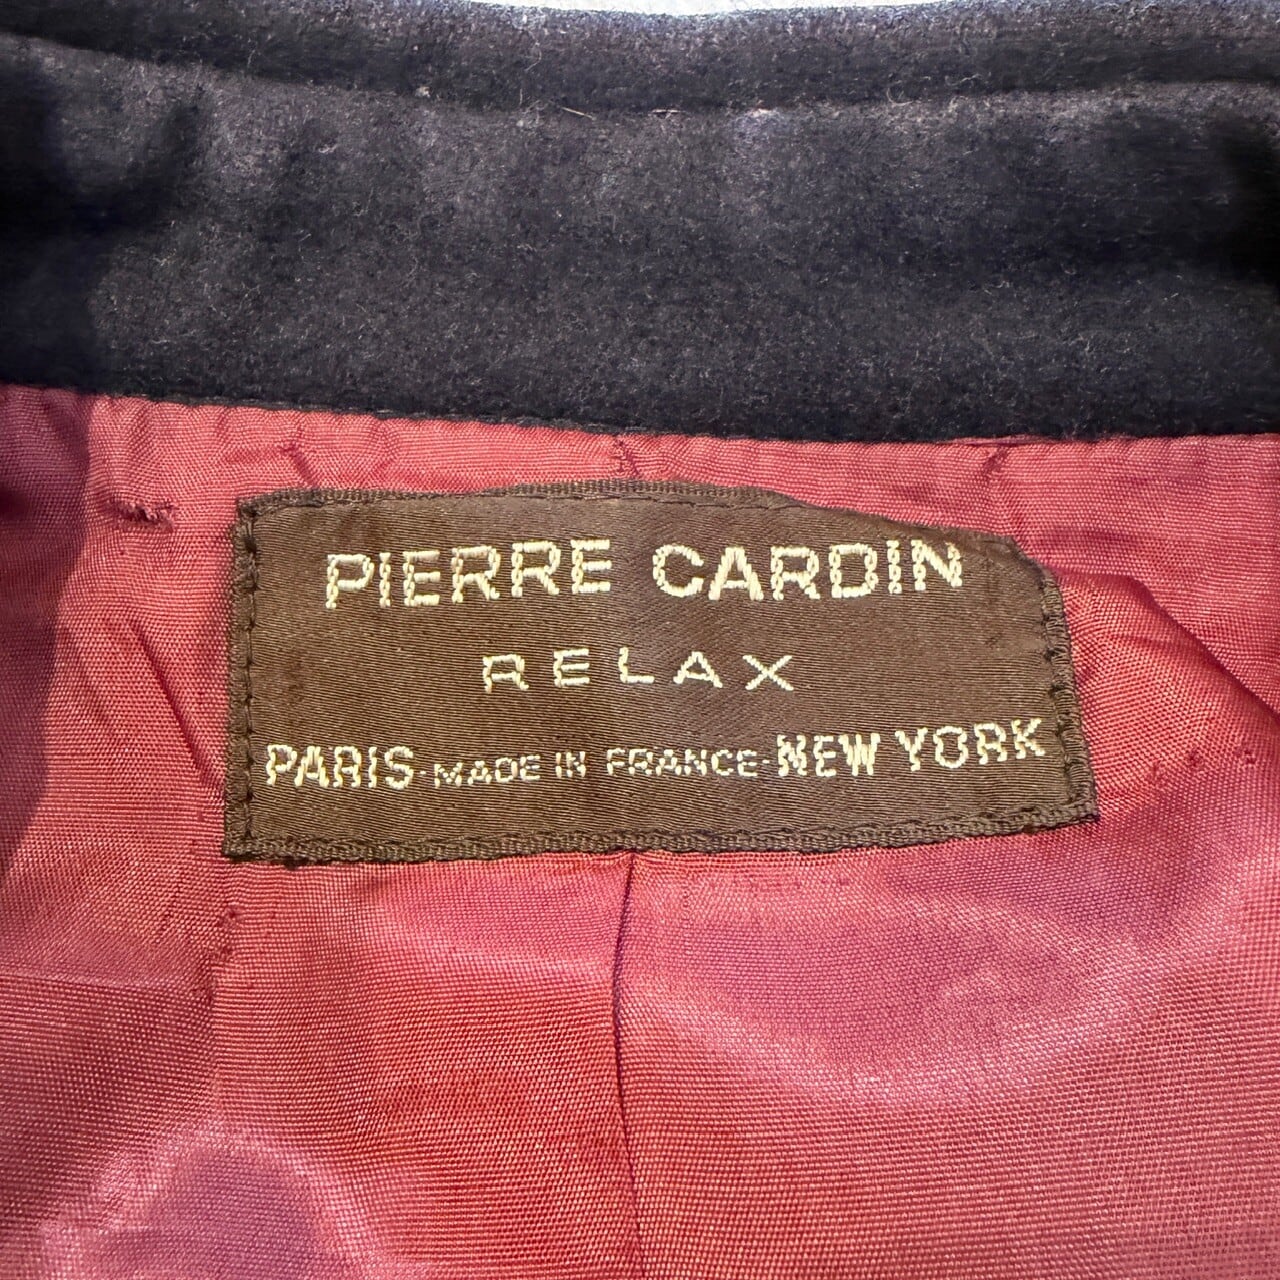 PIERRE CARDIN
RELAX
PARIS-MADE IN FRANCE-NEW YORK